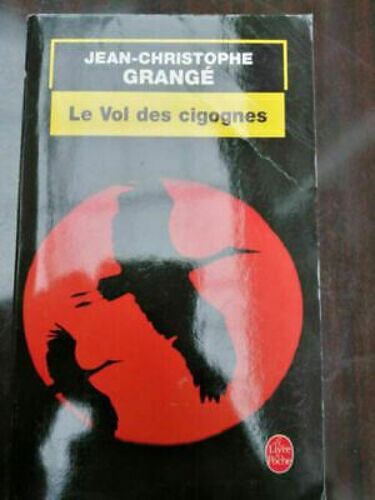 JEAN-CHRISTOPHE
GRANGÉ
Le Vol des cigognes
Le Livre
de Poche